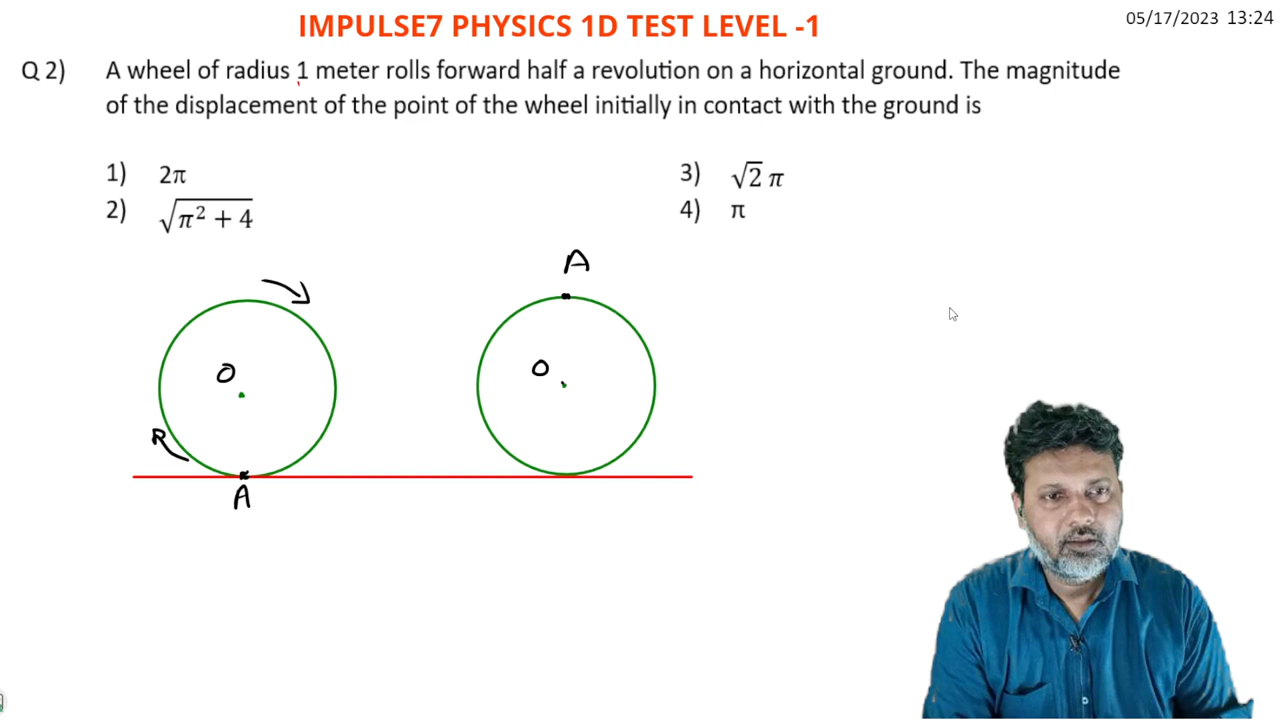 IMPULSE7 PHYSICS 1D TEST LEVEL -1
05/17/2023 13:24
Q 2) A wheel of radius 1 meter rolls forward half a revolution on a horizontal ground. The magnitude
of the displacement of the point of the wheel initially in contact with the ground is
1) 2π
3) √2 π
2) √(π² + 4)
4) π
A
O
O
A